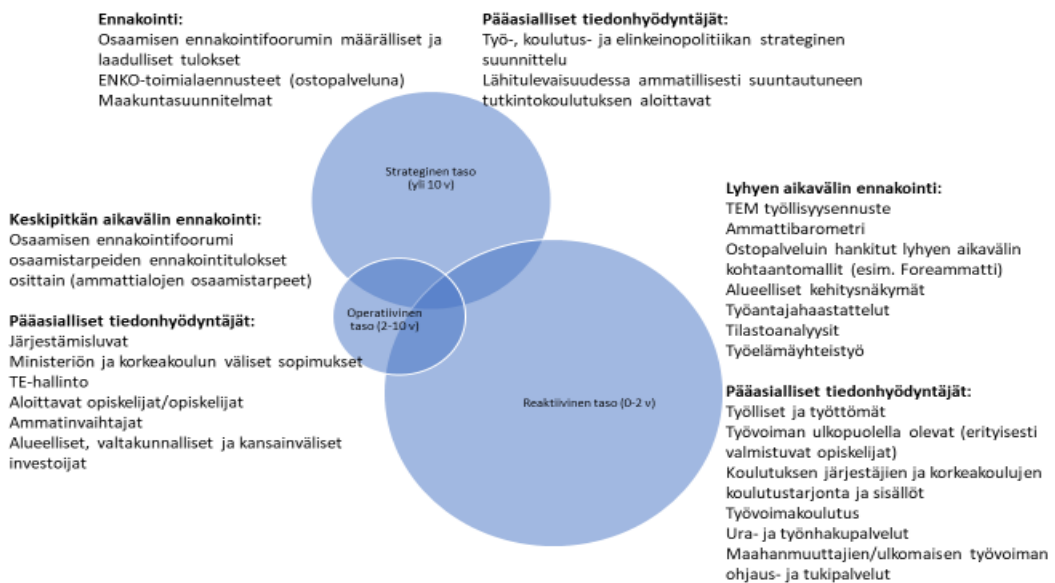 Ennakointi:
Osaamisen ennakointifoorumin määrälliset ja
laadulliset tulokset
ENKO-toimialaennusteet (ostopalveluna)
Maakuntasuunnitelmat
Pääasialliset tiedonhyödyntäjät:
Työ-, koulutus- ja elinkeinopolitiikan strateginen
suunnittelu
Lähitulevaisuudessa ammatillisesti suuntautuneen
tutkintokoulutuksen aloittavat
Strateginen taso
(yli 10 v)
Keskipitkän aikavälin ennakointi:
Osaamisen ennakointifoorumi
osaamistarpeiden ennakointitulokset
osittain (ammattialojen osaamistarpeet)
Pääasialliset tiedonhyödyntäjät:
Järjestämisluvat
Ministeriön ja korkeakoulun väliset sopimukset
TE-hallinto
Aloittavat opiskelijat/opiskelijat
Ammatinvaihtajat
Alueelliset, valtakunnalliset ja kansainväliset
investoijat
Operatiivinen
taso (2-10 v)
Reaktiivinen taso (0-2 v)
Lyhyen aikavälin ennakointi:
TEM työllisyysennuste
Ammattibarometri
Ostopalveluin hankitut lyhyen aikavälin
kohtaantomallit (esim. Foreammatti)
Alueelliset kehitysnäkymät
Työantajahaastattelut
Tilastoanalyysit
Työelämäyhteistyö
Pääasialliset tiedonhyödyntäjät:
Työlliset ja työttömät
Työvoiman ulkopuolella olevat (erityisesti
valmistuvat opiskelijat)
Koulutuksen järjestäjien ja korkeakoulujen
koulutustarjonta ja sisällöt
Työvoimakoulutus
Ura- ja työnhakupalvelut
Maahanmuuttajien/ulkomaisen työvoiman
ohjaus- ja tukipalvelut